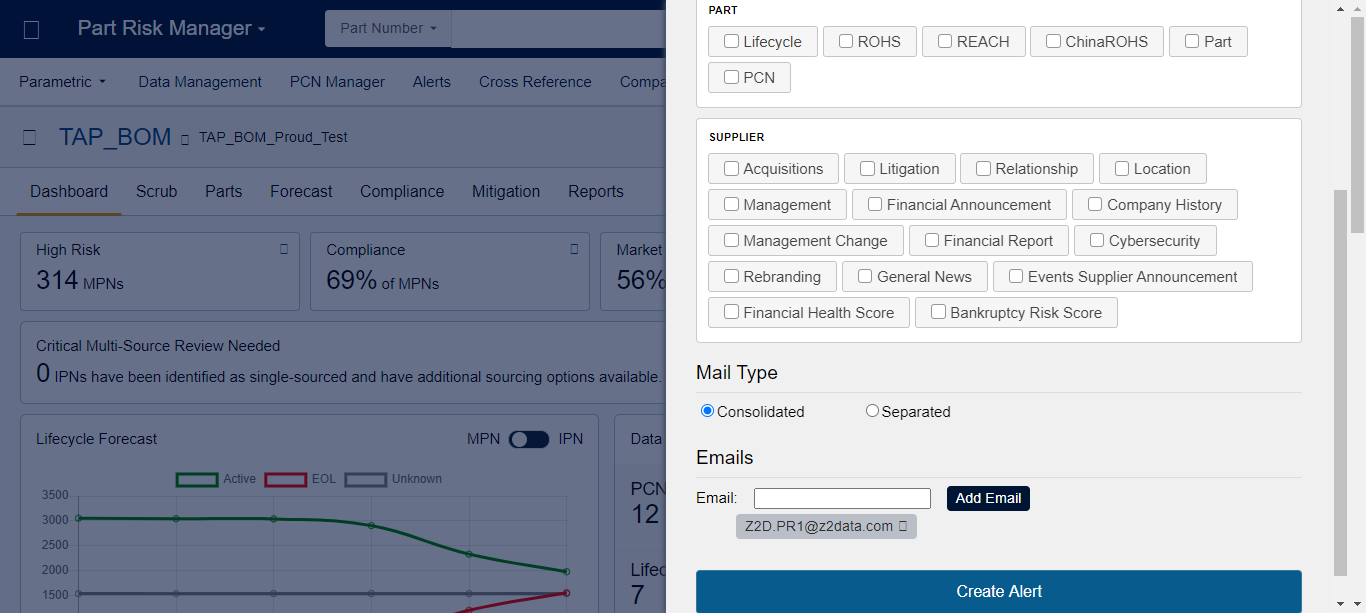 Part Risk Manager
Part Number
Parametric Data Management PCN Manager Alerts Cross Reference Compa
TAP_BOM TAP_BOM_Proud_Test
Dashboard Scrub Parts Forecast Compliance Mitigation Reports
High Risk
314 MPNs
Compliance
69% of MPNs
Market
56%
Critical Multi-Source Review Needed
0 IPNs have been identified as single-sourced and have additional sourcing options available.
Lifecycle Forecast
MPN IPN
Active EOL Unknown
3500
3000
2500
2000
1500
Data
PCN
12
Lifec
7
PART
Lifecycle ROHS REACH ChinaROHS Part
PCN
SUPPLIER
Acquisitions Litigation Relationship Location
Management Financial Announcement Company History
Management Change Financial Report Cybersecurity
Rebranding General News Events Supplier Announcement
Financial Health Score Bankruptcy Risk Score
Mail Type
Consolidated Separated
Emails
Email: Add Email
Z2D.PR1@z2data.com
Create Alert